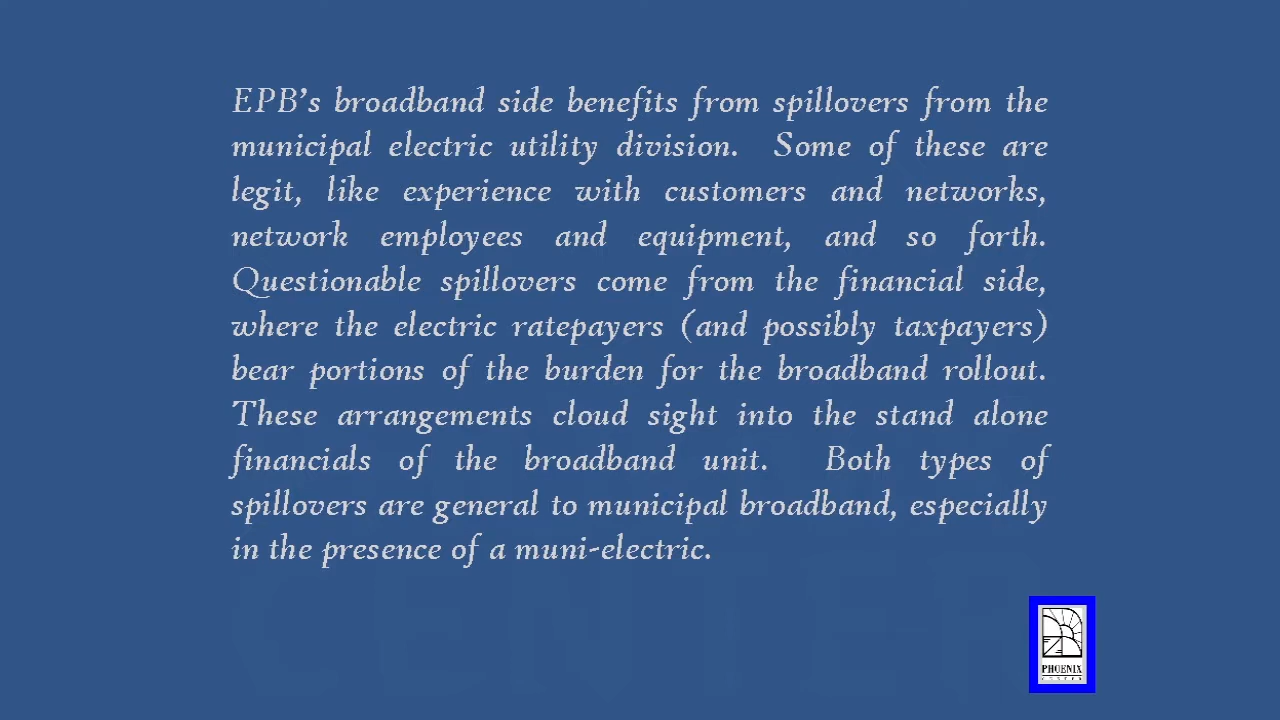 EPB's broadband side benefits from spillovers from the
municipal electric utility division. Some of these are
legit, like experience with customers and networks,
network employees and equipment, and so forth.
Questionable spillovers come from the financial side,
where the electric ratepayers (and possibly taxpayers)
bear portions of the burden for the broadband rollout.
These arrangements cloud sight into the stand alone
financials of the broadband unit. Both types of
spillovers are general to municipal broadband, especially
in the presence of a muni-electric.
CENTER
PHOENIX
CENTER